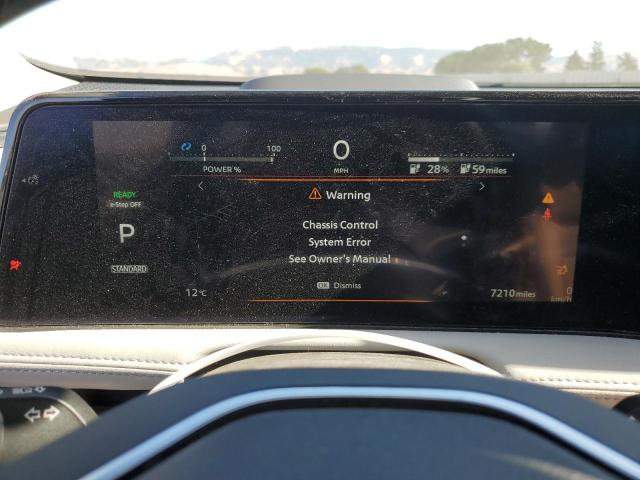 0
0 100
POWER %
MPH
28% 59 miles
Warning
READY
e-Step OFF
Chassis Control
P
System Error
See Owner's Manual
STANDARD
OK Dismiss
12°C
7210 miles
0
km/h